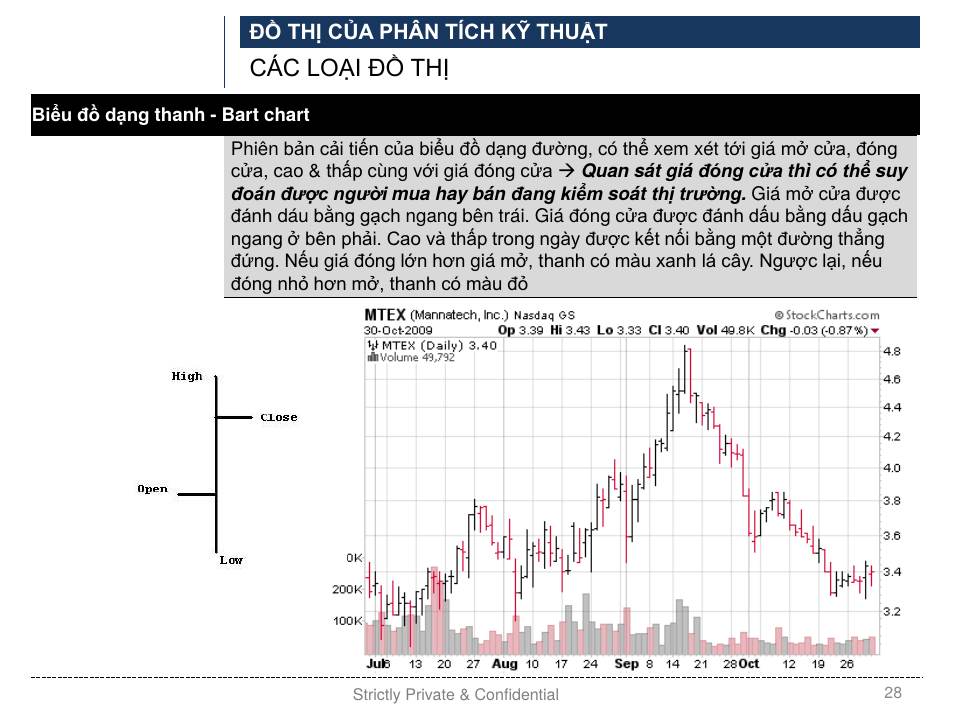 ĐỒ THỊ CỦA PHÂN TÍCH KỸ THUẬT
CÁC LOẠI ĐỒ THỊ
Biểu đồ dạng thanh - Bart chart
Phiên bản cải tiến của biểu đồ dạng đường, có thể xem xét tới giá mở cửa, đóng
cửa, cao & thấp cùng với giá đóng cửa → Quan sát giá đóng cửa thì có thể suy
đoán được người mua hay bán đang kiểm soát thị trường. Giá mở cửa được
đánh dáu bằng gạch ngang bên trái. Giá đóng cửa được đánh dấu bằng dấu gạch
ngang ở bên phải. Cao và thấp trong ngày được kết nối bằng một đường thẳng
đứng. Nếu giá đóng lớn hơn giá mở, thanh có màu xanh lá cây. Ngược lại, nếu
đóng nhỏ hơn mở, thanh có màu đỏ
MTEX (Mannatech, Inc.) Nasdaq GS © StockCharts.com
30-Oct-2009 Op 3.39 Hi 3.43 Lo 3.33 Cl 3.40 Vol 49.8K Chg -0.03 (-0.87%)
MTEX (Daily) 3.40
Volume 49,792
High
Close
Open
Low
4.8
4.6
4.4
4.2
4.0
3.8
3.6
3.4
3.2
0K
200K
100K
Jul 6 13 20 27 Aug 10 17 24 Sep 8 14 21 28 Oct 12 19 26
Strictly Private & Confidential
28